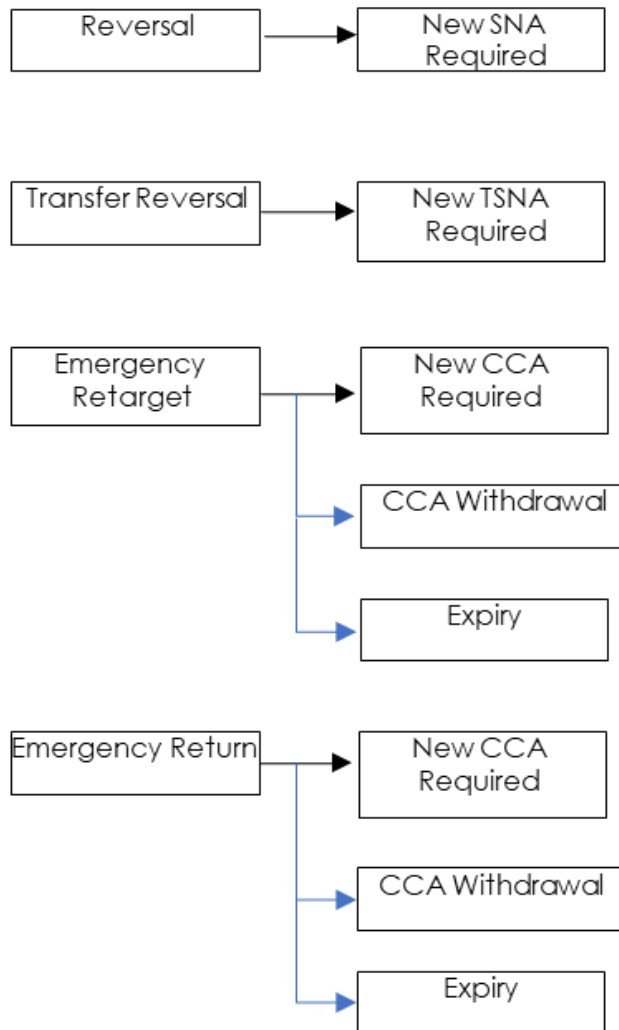 Reversal
New SNA
Required
Transfer Reversal
New TSNA
Required
Emergency
Retarget
New CCA
Required
CCA Withdrawal
Expiry
Emergency Return
New CCA
Required
CCA Withdrawal
Expiry